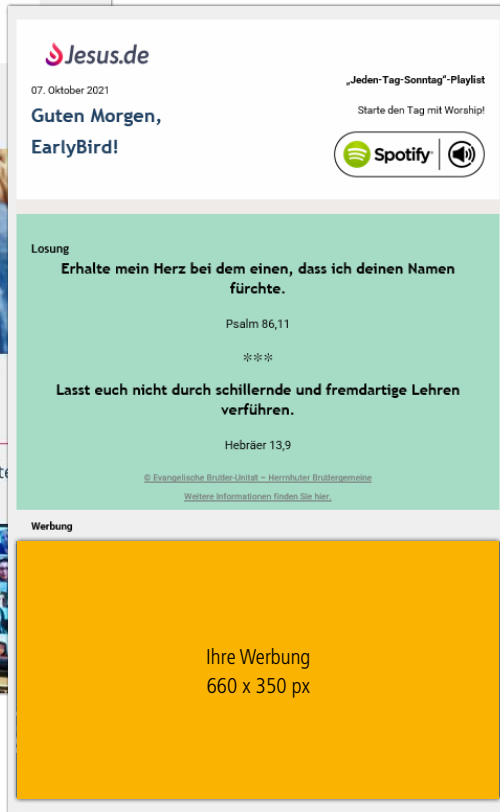 Jesus.de
07. Oktober 2021
Guten Morgen,
EarlyBird!
„Jeden-Tag-Sonntag“-Playlist
Starte den Tag mit Worship!
Spotify
Losung
Erhalte mein Herz bei dem einen, dass ich deinen Namen
fürchte.
Psalm 86,11
***
Lasst euch nicht durch schillernde und fremdartige Lehren
verführen.
Hebräer 13,9
© Evangelische Brüder-Unität – Herrnhuter Brüdergemeine
Weitere Informationen finden Sie hier.
Werbung
Ihre Werbung
660 x 350 px